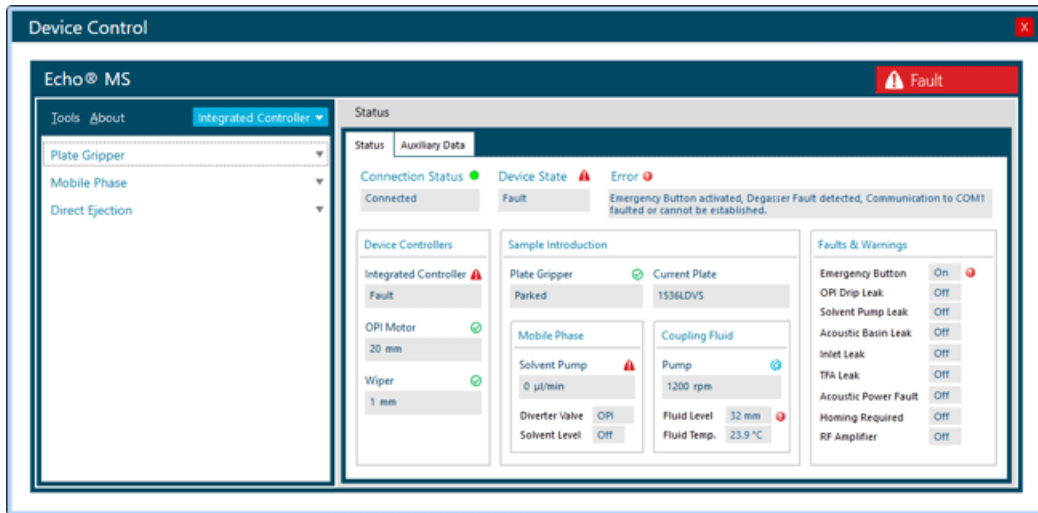 Device Control
X
Echo® MS
Fault
Tools About
Integrated Controller
Plate Gripper
Mobile Phase
Direct Ejection
Status
Status
Auxiliary Data
Connection Status
Connected
Device State
Fault
Error
Emergency Button activated, Degasser Fault detected, Communication to COM1
faulted or cannot be established.
Device Controllers
Integrated Controller
Fault
OPI Motor
20 mm
Wiper
1 mm
Sample Introduction
Plate Gripper
Parked
Current Plate
1536LDVS
Mobile Phase
Solvent Pump
0 µl/min
Diverter Valve OPI
Solvent Level Off
Coupling Fluid
Pump
1200 rpm
Fluid Level 32 mm
Fluid Temp. 23.9 °C
Faults & Warnings
Emergency Button On
OPI Drip Leak Off
Solvent Pump Leak Off
Acoustic Basin Leak Off
Inlet Leak Off
TFA Leak Off
Acoustic Power Fault Off
Homing Required Off
RF Amplifier Off